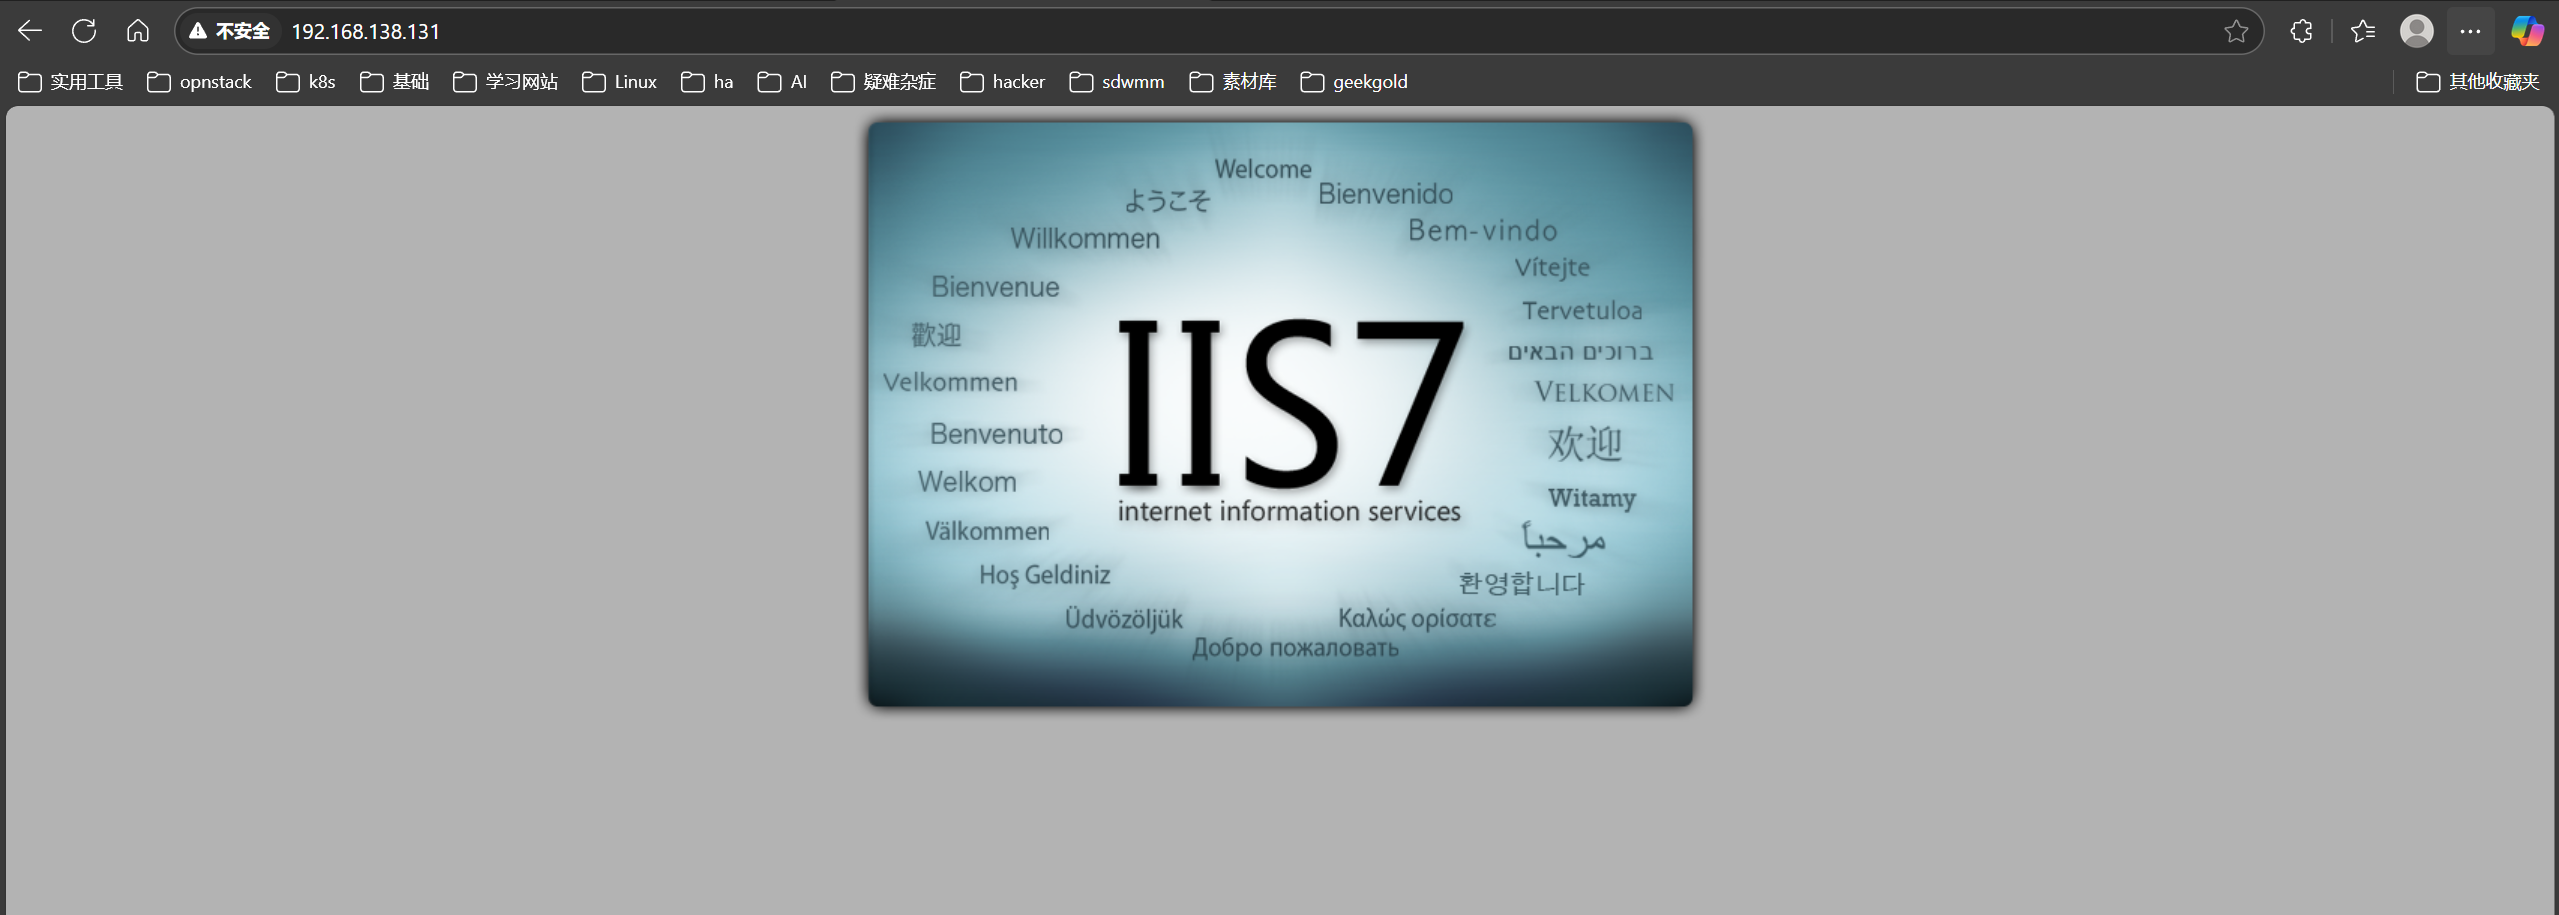 不安全 192.168.138.131
实用工具 opnstack k8s 基础 学习网站 Linux ha AI 疑难杂症 hacker sdwmm 素材库 geekgold 其他收藏夹
Welcome
Bienvenido
ようこそ
Bem-vindo
Willkommen
Vítejte
Bienvenue
Tervetuloa
歡迎
ברוכים הבאים
Velkommen
VELKOMEN
Benvenuto
欢迎
Welkom
Witamy
Välkommen
مرحباً
Hoş Geldiniz
환영합니다
Üdvözöljük
Καλώς ορίσατε
Добро пожаловать
IIS7
internet information services